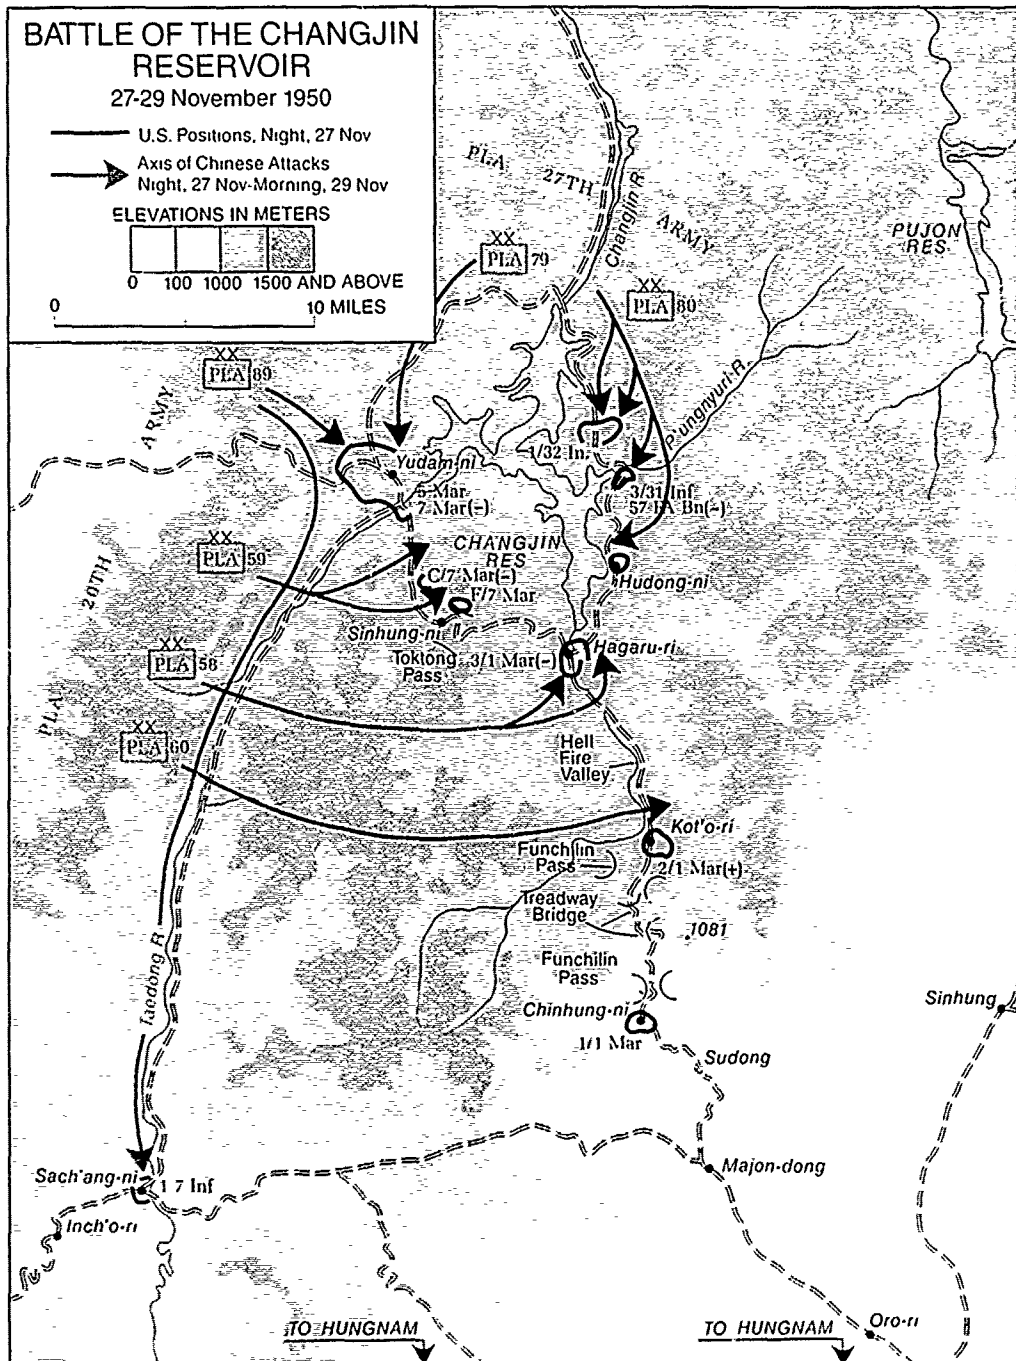 BATTLE OF THE CHANGJIN
RESERVOIR
27-29 November 1950
U.S. Positions, Night, 27 Nov
Axis of Chinese Attacks
Night, 27 Nov-Morning, 29 Nov
ELEVATIONS IN METERS
0 100 1000 1500 AND ABOVE
0 10 MILES
PLA 27TH ARMY
Changjin R
PUJON
RES
XX
PLA 79
XX
PLA 80
XX
PLA 89
P'ungnyuri R
ARMY
1/32 In
Yudam-ni
5 Mar
7 Mar(-)
3/31 Inf
57 FA Bn(-)
XX
PLA 59
CHANGJIN
RES
C/7 Mar(-)
F/7 Mar
Hudong-ni
20TH
Sinhung-ni
Toktong
Pass
3/1 Mar(-)
Hagaru-ri
XX
PLA 58
PLA
XX
PLA 60
Hell
Fire
Valley
Kot'o-ri
Funchilin
Pass
2/1 Mar(+)
Treadway
Bridge
1081
Taedong R
Funchilin
Pass
Chinhung-ni
1/1 Mar
Sudong
Sinhung
Majon-dong
Sach'ang-ni
1 7 Inf
Inch'o-ri
Oro-ri
TO HUNGNAM
TO HUNGNAM